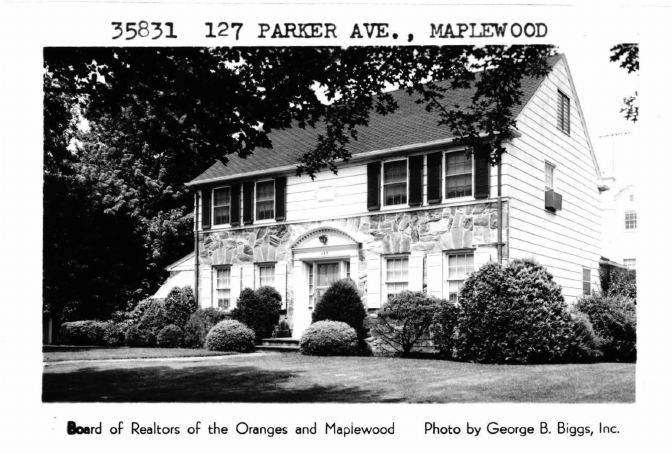 35831 127 PARKER AVE., MAPLEWOOD
Board of Realtors of the Oranges and Maplewood Photo by George B. Biggs, Inc.